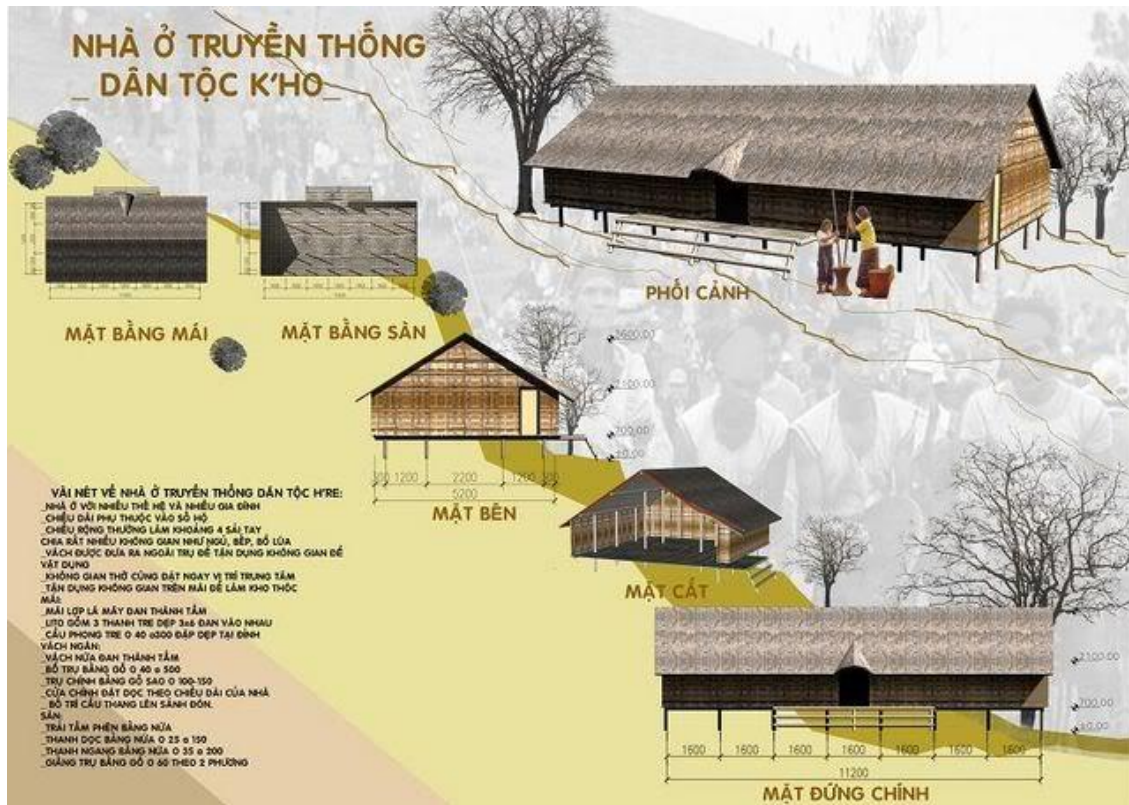 NHÀ Ở TRUYỀN THỐNG
_ DÂN TỘC K'HO_
PHỐI CẢNH
MẶT BẰNG MÁI
MẶT BẰNG SÀN
2600.00
2100.00
700.00
±0.00
1200
2200
1200
5200
MẶT BÊN
MẶT CẮT
VÀI NÉT VỀ NHÀ Ở TRUYỀN THỐNG DÂN TỘC H'RE:
_NHÀ Ở VỚI NHIỀU THẾ HỆ VÀ NHIỀU GIA ĐÌNH
_CHIỀU DÀI PHỤ THUỘC VÀO SỐ HỘ
_CHIỀU RỘNG THƯỜNG LÀM KHOẢNG 4 SẢI TAY
CHIA RẤT NHIỀU KHÔNG GIAN NHƯ NGỦ, BẾP, BỒ LÚA
_VÁCH ĐƯỢC ĐƯA RA NGOÀI TRỤ ĐỂ TẬN DỤNG KHÔNG GIAN ĐỂ
VẬT DỤNG
_KHÔNG GIAN THỜ CÚNG ĐẶT NGAY VỊ TRÍ TRUNG TÂM
_TẬN DỤNG KHÔNG GIAN TRÊN MÁI ĐỂ LÀM KHO THÓC
MÁI:
_MÁI LỢP LÁ MÂY ĐAN THÀNH TẤM
_LITO GỒM 3 THANH TRE DẸP 3x6 ĐAN VÀO NHAU
_CẦU PHONG TRE O 40 a300 ĐẬP DẸP TẠI ĐỈNH
VÁCH NGĂN:
_VÁCH NỨA ĐAN THÀNH TẤM
_BỔ TRỤ BẰNG GỖ O 40 a 500
_TRỤ CHÍNH BẰNG GỖ SAO O 100-150
_CỬA CHÍNH ĐẶT DỌC THEO CHIỀU DÀI CỦA NHÀ
_ BỐ TRÍ CẦU THANG LÊN SẢNH ĐÓN.
SÀN:
_TRẢI TẤM PHÊN BẰNG NỨA
_THANH DỌC BẰNG NỨA O 25 a 150
_THANH NGANG BẰNG NỨA O 35 a 200
_GIẰNG TRỤ BẰNG GỖ O 60 THEO 2 PHƯƠNG
2100.00
700.00
±0.00
1600 1600 1600 1600 1600 1600 1600
11200
MẶT ĐỨNG CHÍNH